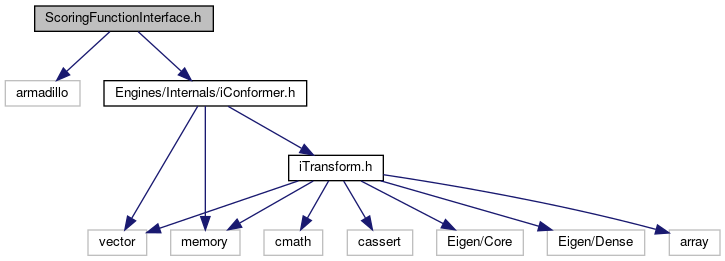 ScoringFunctionInterface.h
armadillo
Engines/Internals/iConformer.h
iTransform.h
vector
memory
cmath
cassert
Eigen/Core
Eigen/Dense
array